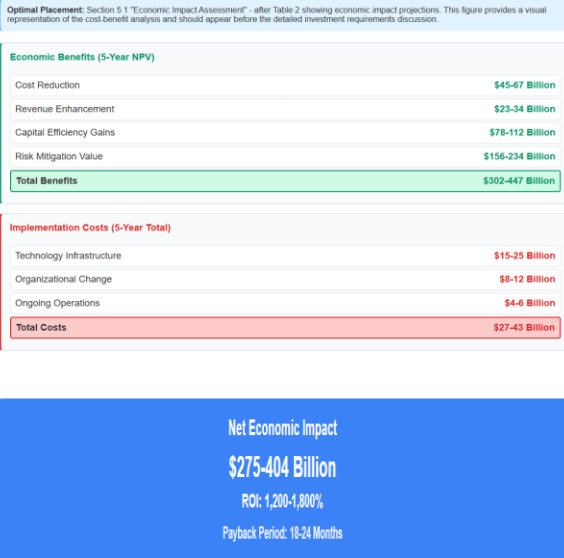 Optimal Placement: Section 5.1 "Economic Impact Assessment" - after Table 2 showing economic impact projections. This figure provides a visual
representation of the cost-benefit analysis and should appear before the detailed investment requirements discussion.
Economic Benefits (5-Year NPV)
Cost Reduction $45-67 Billion
Revenue Enhancement $23-34 Billion
Capital Efficiency Gains $78-112 Billion
Risk Mitigation Value $156-234 Billion
Total Benefits $302-447 Billion
Implementation Costs (5-Year Total)
Technology Infrastructure $15-25 Billion
Organizational Change $8-12 Billion
Ongoing Operations $4-6 Billion
Total Costs $27-43 Billion
Net Economic Impact
$275-404 Billion
ROI: 1,200-1,800%
Payback Period: 18-24 Months